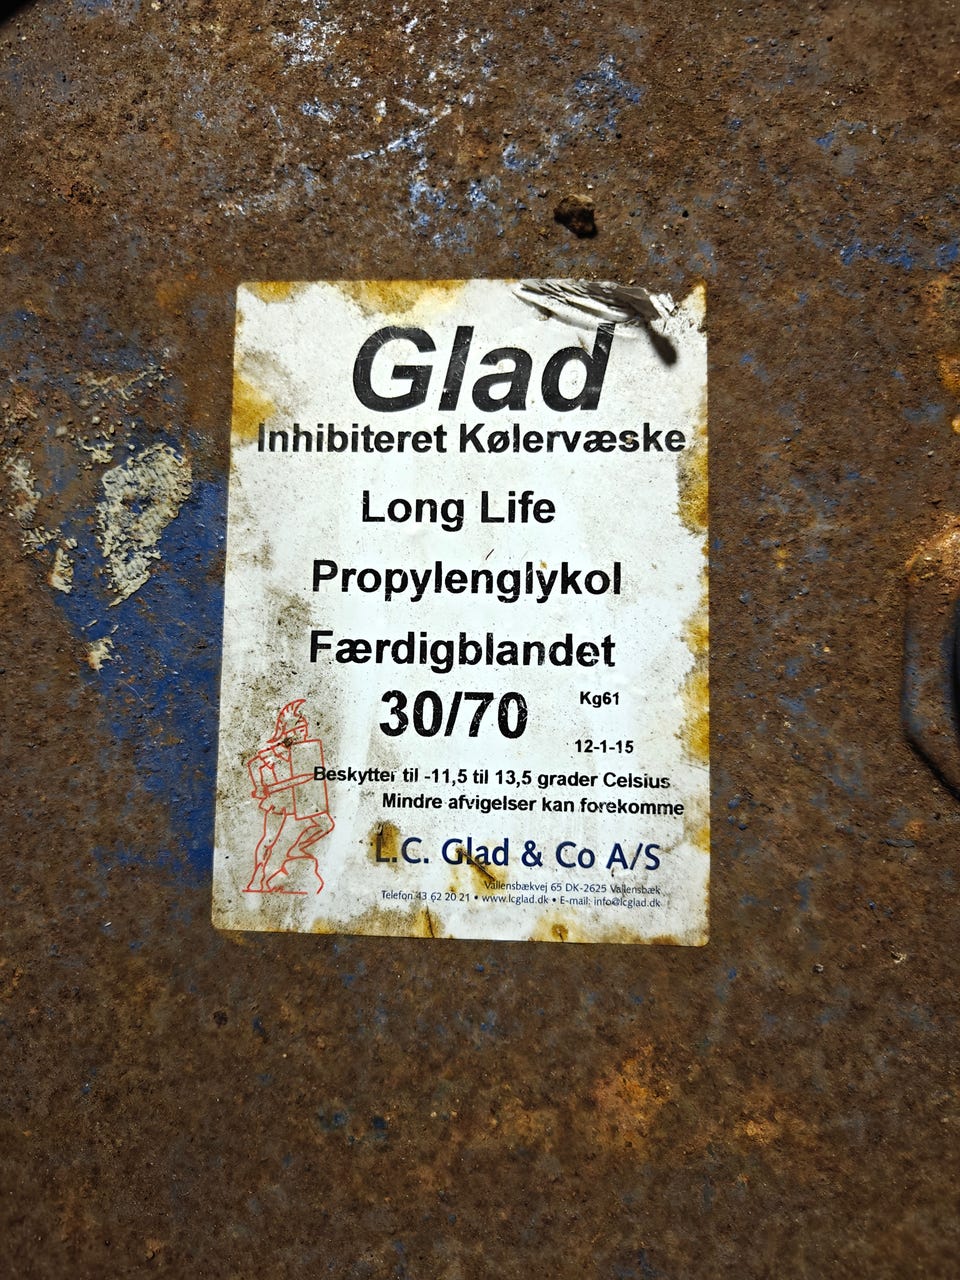 Glad
Inhibiteret Kølervæske
Long Life
Propylenglykol
Færdigblandet
30/70
Kg61
12-1-15
Beskytter til -11,5 til 13,5 grader Celsius
Mindre afvigelser kan forekomme
L.C. Glad & Co A/S
Vallensbækvej 65 DK-2625 Vallensbæk
Telefon 43 62 20 21 • www.lcglad.dk • E-mail: info@lcglad.dk